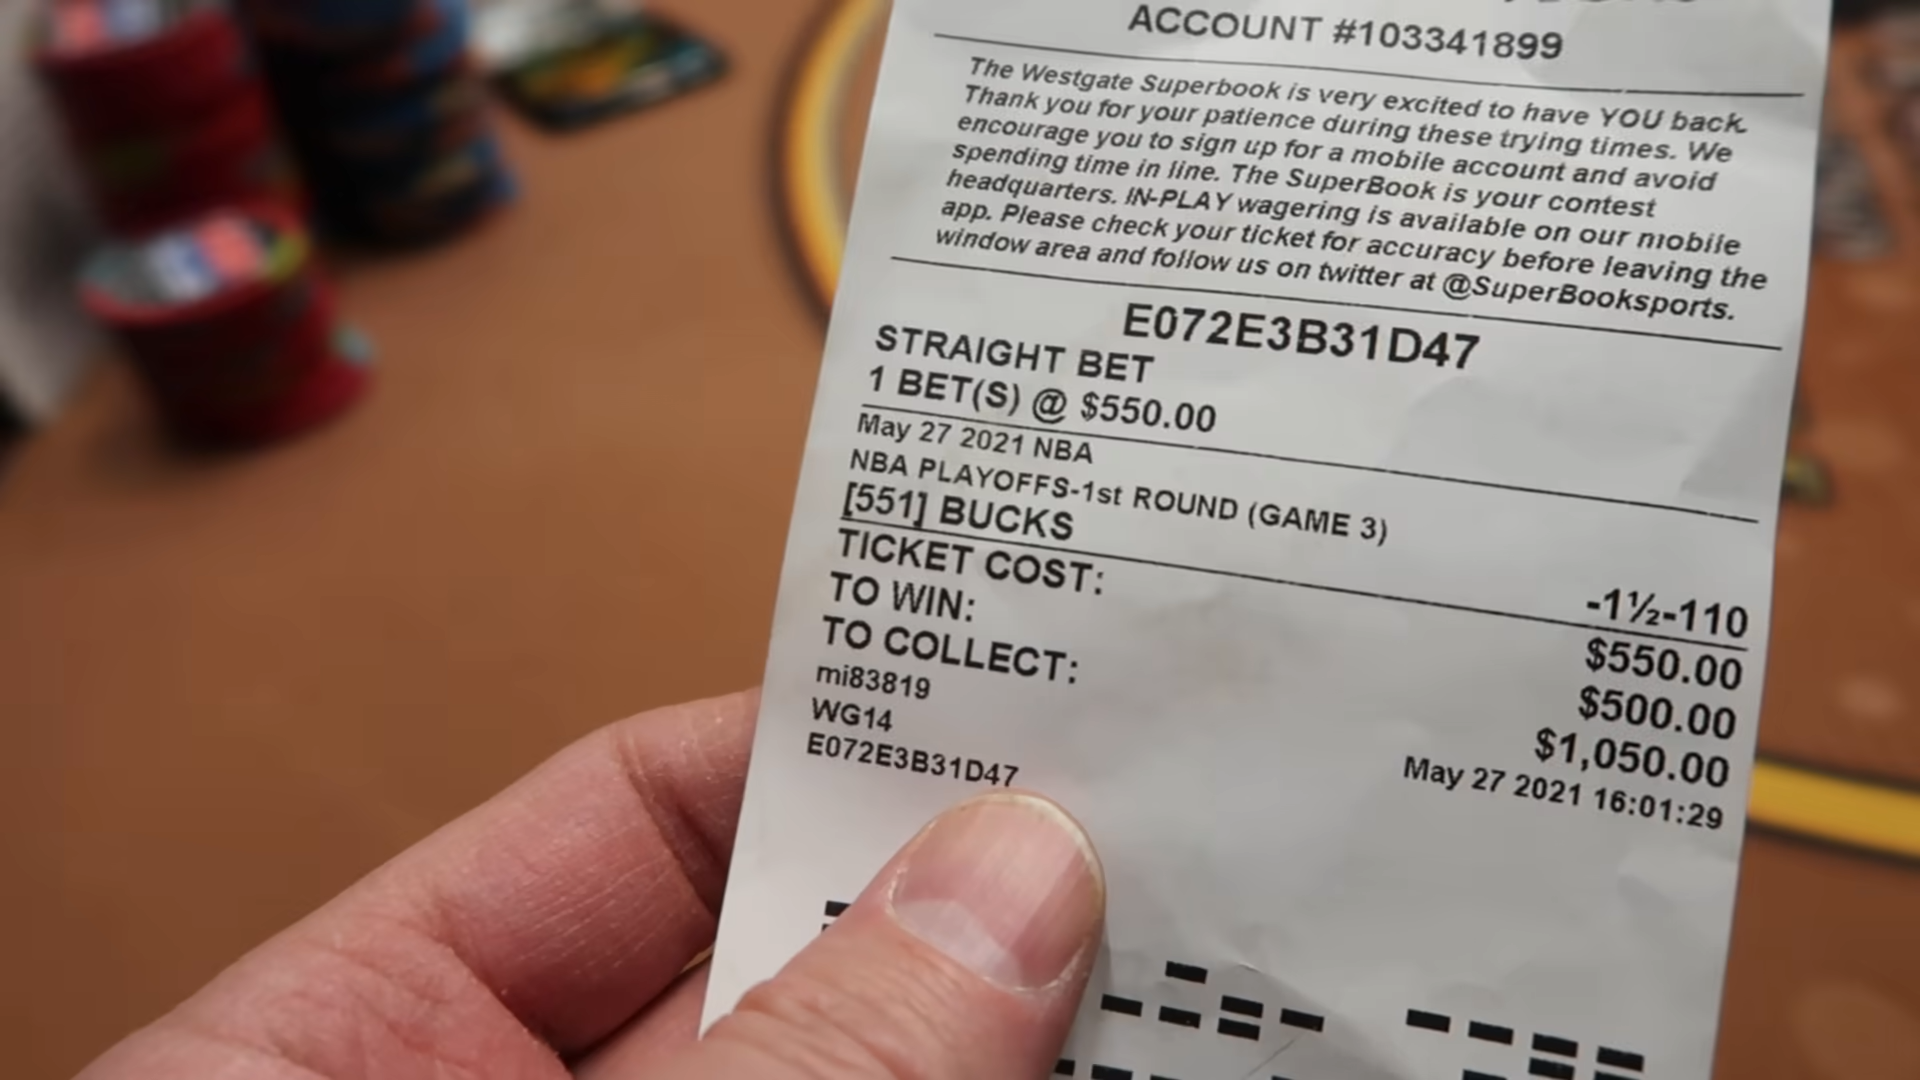 ACCOUNT #103341899
The Westgate Superbook is very excited to have YOU back.
Thank you for your patience during these trying times. We
encourage you to sign up for a mobile account and avoid
spending time in line. The SuperBook is your contest
headquarters. IN-PLAY wagering is available on our mobile
app. Please check your ticket for accuracy before leaving the
window area and follow us on twitter at @SuperBooksports.
E072E3B31D47
STRAIGHT BET
1 BET(S) @ $550.00
May 27 2021 NBA
NBA PLAYOFFS-1st ROUND (GAME 3)
[551] BUCKS -1½-110
TICKET COST: $550.00
TO WIN: $500.00
TO COLLECT: $1,050.00
mi83819 May 27 2021 16:01:29
WG14
E072E3B31D47